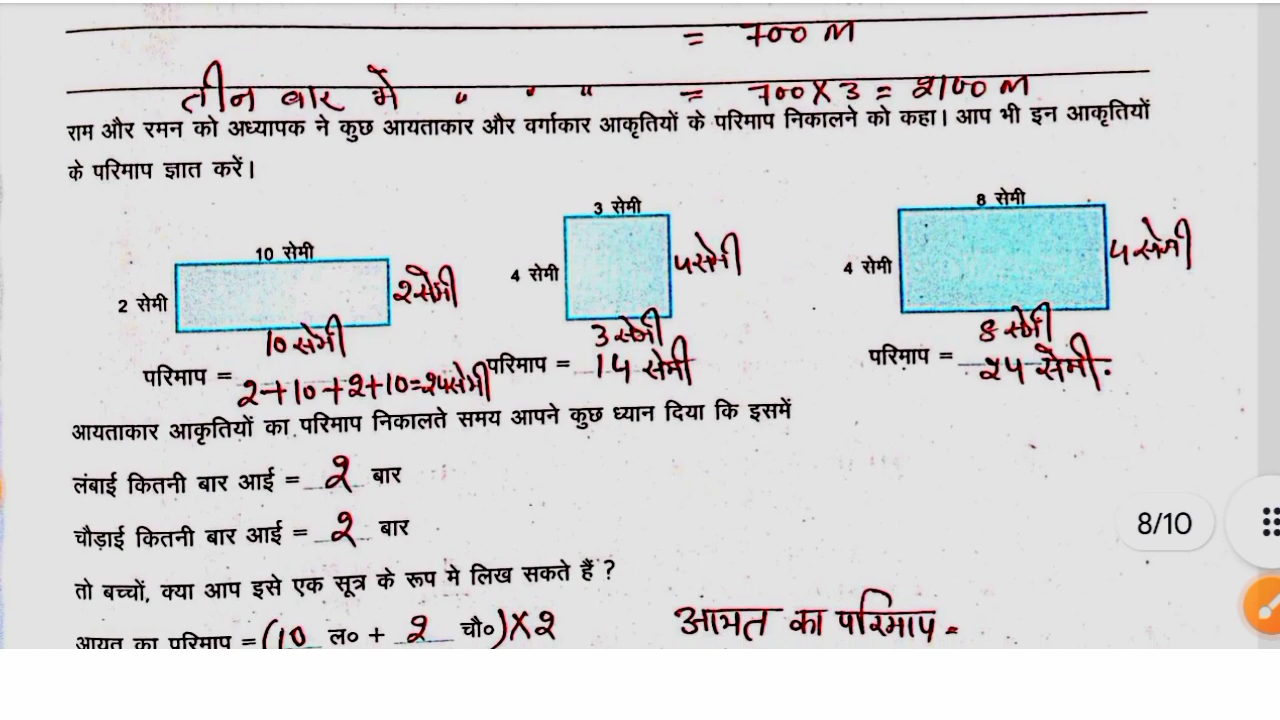 = 700 m
तीन बार में " " " = 700 X 3 = 2100 m
राम और रमन को अध्यापक ने कुछ आयताकार और वर्गाकार आकृतियों के परिमाप निकालने को कहा। आप भी इन आकृतियों
के परिमाप ज्ञात करें।
10 सेमी 3 सेमी 8 सेमी
2 सेमी 2 सेमी 4 सेमी 4 सेमी 4 सेमी 4 सेमी
10 सेमी 3 सेमी 8 सेमी
परिमाप = 2+10+2+10=24सेमी परिमाप = 14 सेमी परिमाप = 24 सेमी.
आयताकार आकृतियों का परिमाप निकालते समय आपने कुछ ध्यान दिया कि इसमें
लंबाई कितनी बार आई = 2 बार
चौड़ाई कितनी बार आई = 2 बार
8/10
तो बच्चों, क्या आप इसे एक सूत्र के रूप मे लिख सकते हैं ?
आयत का परिमाप = (10 ल० + 2 चौ०) X 2 आयत का परिमाप =